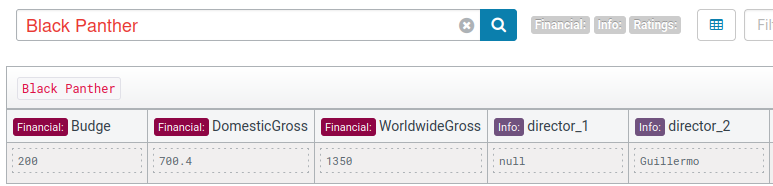 Black Panther Financial: Info: Ratings: Filt
Black Panther
Financial: Budge Financial: DomesticGross Financial: WorldwideGross Info: director_1 Info: director_2
200 700.4 1350 null Guillermo